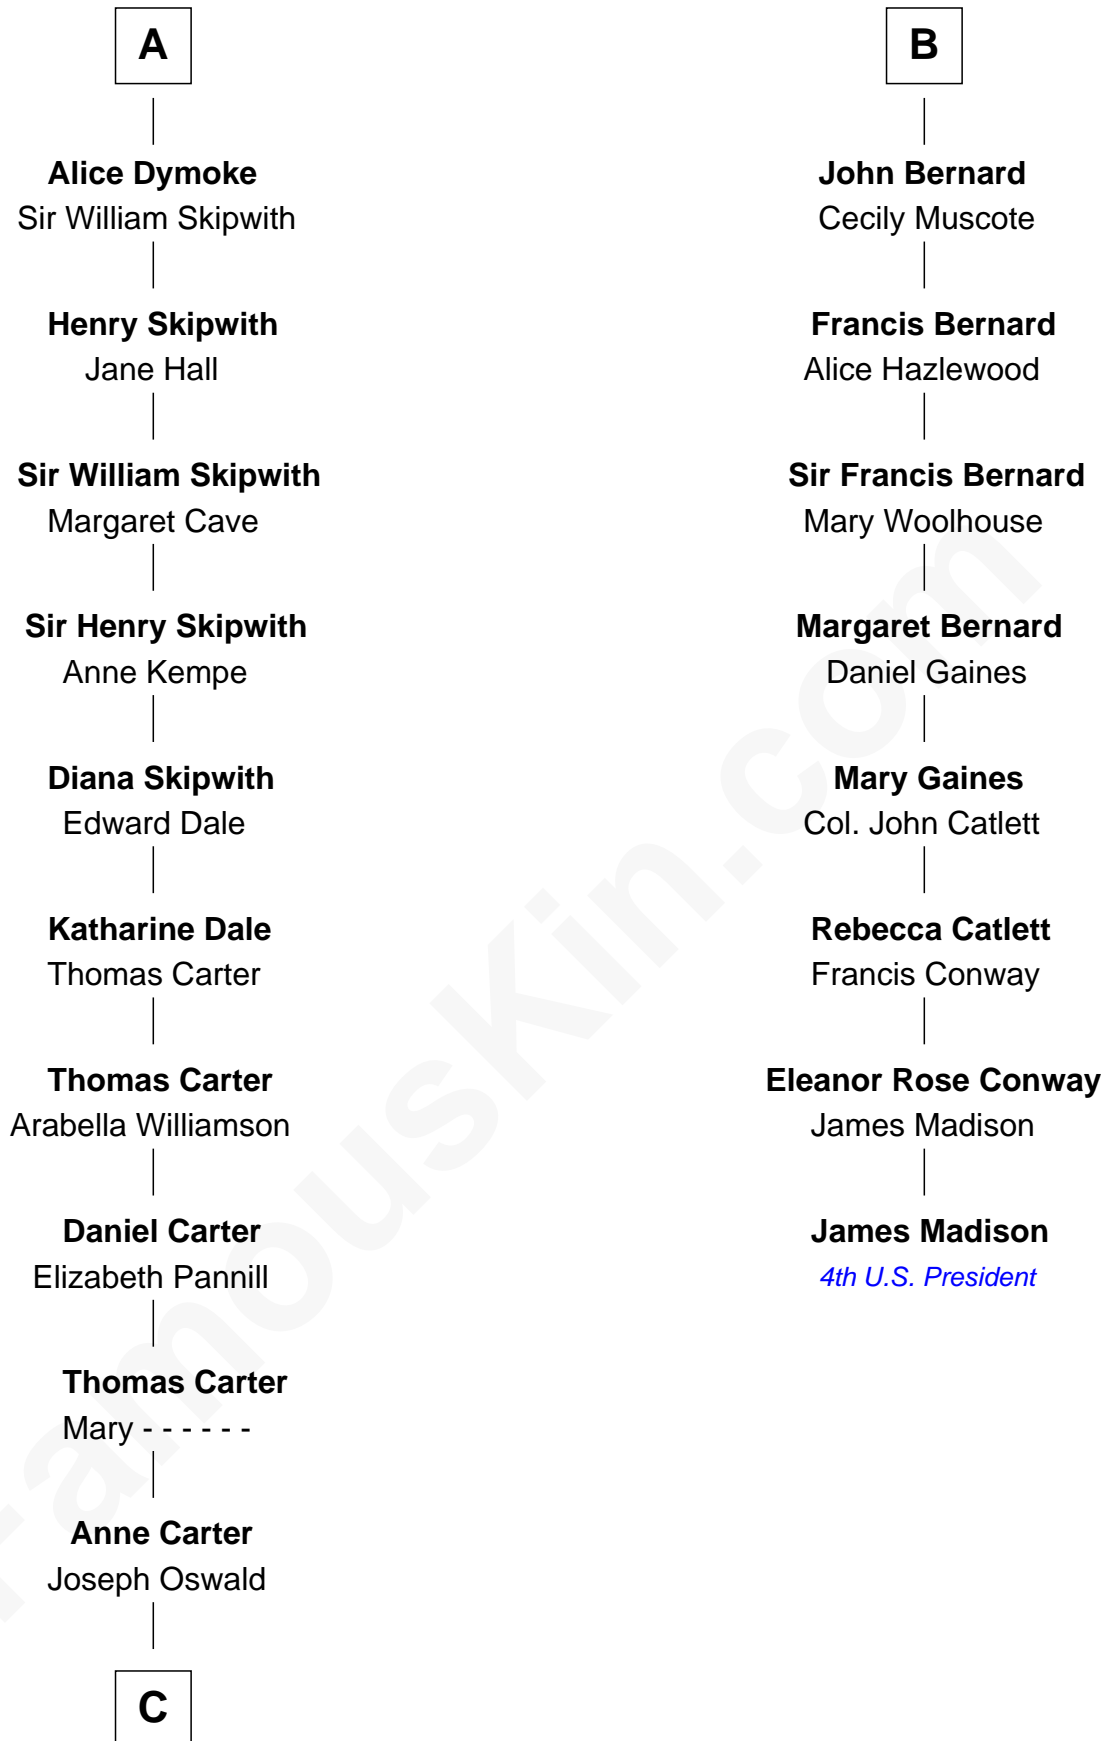 A
Alice Dymoke
Sir William Skipwith
Henry Skipwith
Jane Hall
Sir William Skipwith
Margaret Cave
Sir Henry Skipwith
Anne Kempe
Diana Skipwith
Edward Dale
Katharine Dale
Thomas Carter
Thomas Carter
Arabella Williamson
Daniel Carter
Elizabeth Pannill
Thomas Carter
Mary - - - - - -
Anne Carter
Joseph Oswald
C
B
John Bernard
Cecily Muscote
Francis Bernard
Alice Hazlewood
Sir Francis Bernard
Mary Woolhouse
Margaret Bernard
Daniel Gaines
Mary Gaines
Col. John Catlett
Rebecca Catlett
Francis Conway
Eleanor Rose Conway
James Madison
James Madison
4th U.S. President
FamousKin.com